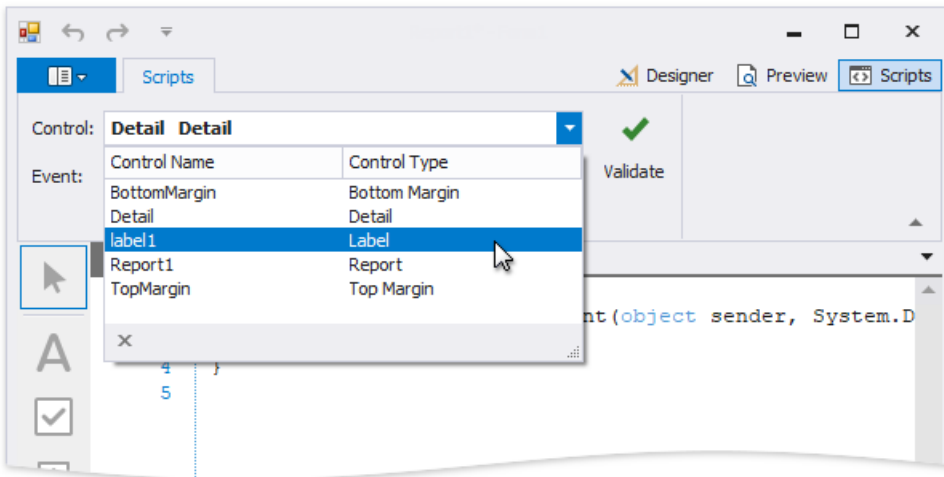 Scripts
Designer Preview Scripts
Control: Detail Detail
Control Name Control Type
Event:
Validate
BottomMargin Bottom Margin
Detail Detail
label1 Label
Report1 Report
TopMargin Top Margin
(object sender, System.D
4 }
5
A